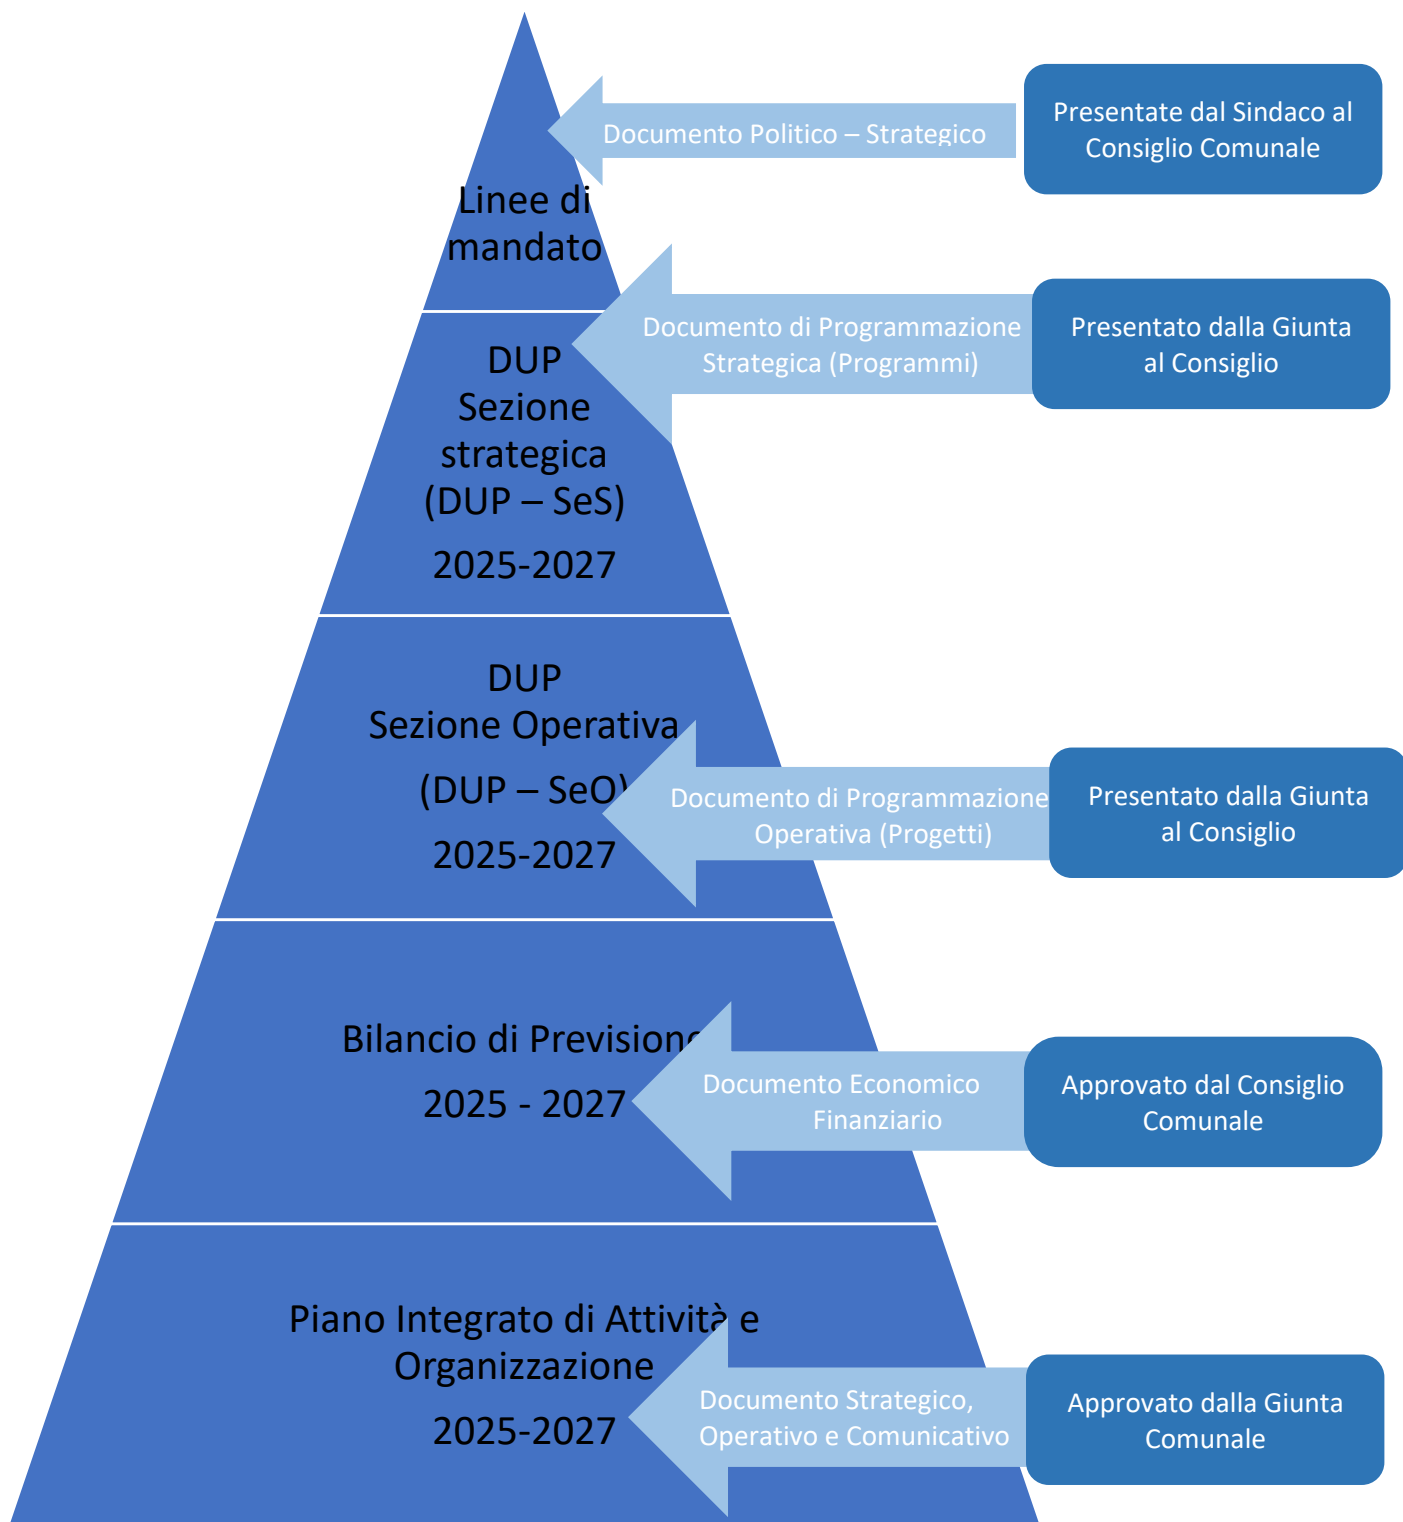 Linee di
mandato
Documento Politico – Strategico
Presentate dal Sindaco al
Consiglio Comunale
DUP
Sezione
strategica
(DUP – SeS)
2025-2027
Documento di Programmazione
Strategica (Programmi)
Presentato dalla Giunta
al Consiglio
DUP
Sezione Operativa
(DUP – SeO)
2025-2027
Documento di Programmazione
Operativa (Progetti)
Presentato dalla Giunta
al Consiglio
Bilancio di Previsione
2025 - 2027
Documento Economico
Finanziario
Approvato dal Consiglio
Comunale
Piano Integrato di Attività e
Organizzazione
2025-2027
Documento Strategico,
Operativo e Comunicativo
Approvato dalla Giunta
Comunale